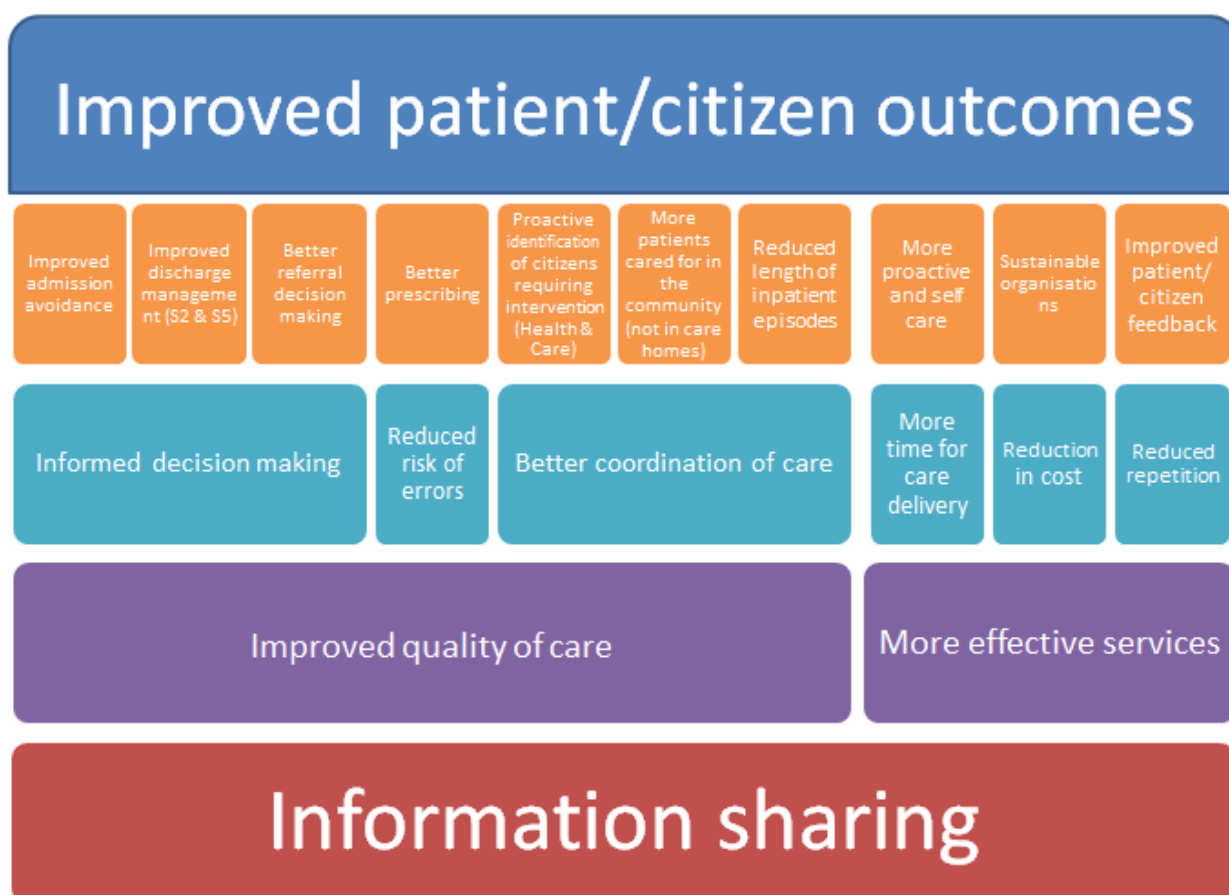 Improved patient/citizen outcomes
Improved
admission
avoidance
Improved
discharge
manageme
nt (S2 & S5)
Better
referral
decision
making
Better
prescribing
Proactive
identification
of citizens
requiring
intervention
(Health &
Care)
More
patients
cared for in
the
community
(not in care
homes)
Reduced
length of
inpatient
episodes
More
proactive
and self
care
Sustainable
organisatio
ns
Improved
patient/
citizen
feedback
Informed decision making
Reduced
risk of
errors
Better coordination of care
More
time for
care
delivery
Reduction
in cost
Reduced
repetition
Improved quality of care
More effective services
Information sharing